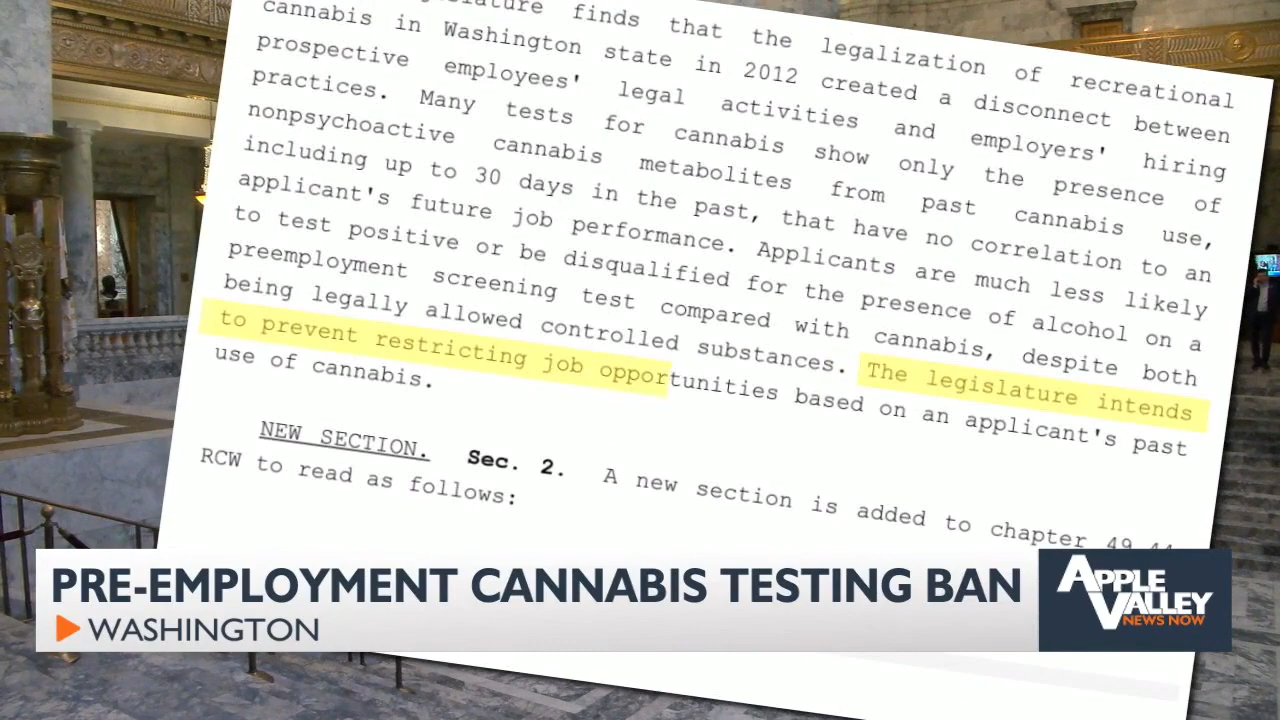 finds that the legalization of recreational
cannabis in Washington state in 2012 created a disconnect between
prospective employees' legal activities and employers' hiring
practices. Many tests for cannabis show only the presence of
nonpsychoactive cannabis metabolites from past cannabis use,
including up to 30 days in the past, that have no correlation to an
applicant's future job performance. Applicants are much less likely
to test positive or be disqualified for the presence of alcohol on a
preemployment screening test compared with cannabis, despite both
being legally allowed controlled substances. The legislature intends
to prevent restricting job opportunities based on an applicant's past
use of cannabis.
NEW SECTION. Sec. 2. A new section is added to chapter
RCW to read as follows:
PRE-EMPLOYMENT CANNABIS TESTING BAN
WASHINGTON
APPLE
VALLEY
NEWS NOW